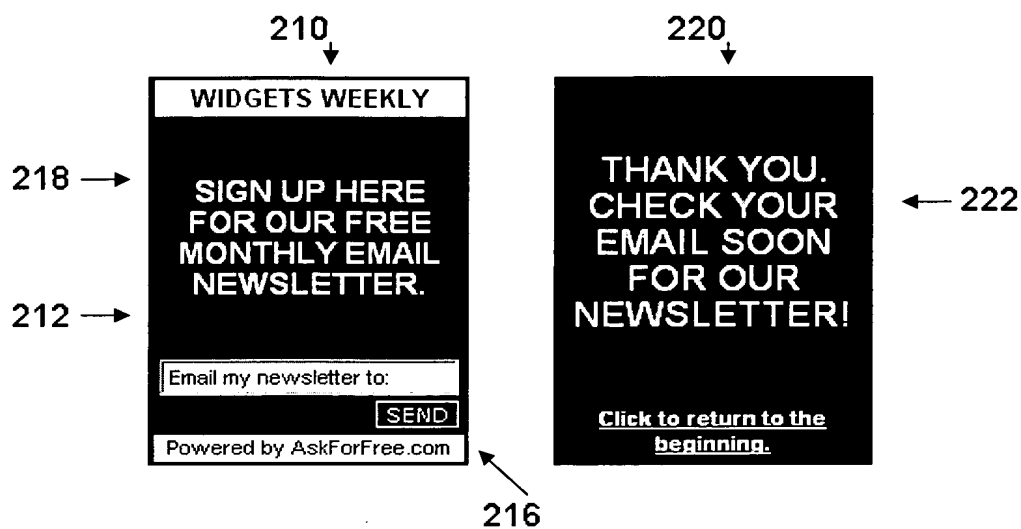 210
220
WIDGETS WEEKLY
218
SIGN UP HERE
FOR OUR FREE
MONTHLY EMAIL
NEWSLETTER.
212
Email my newsletter to:
SEND
Powered by AskForFree.com
216
THANK YOU.
CHECK YOUR
EMAIL SOON
FOR OUR
NEWSLETTER!
222
Click to return to the
beginning.